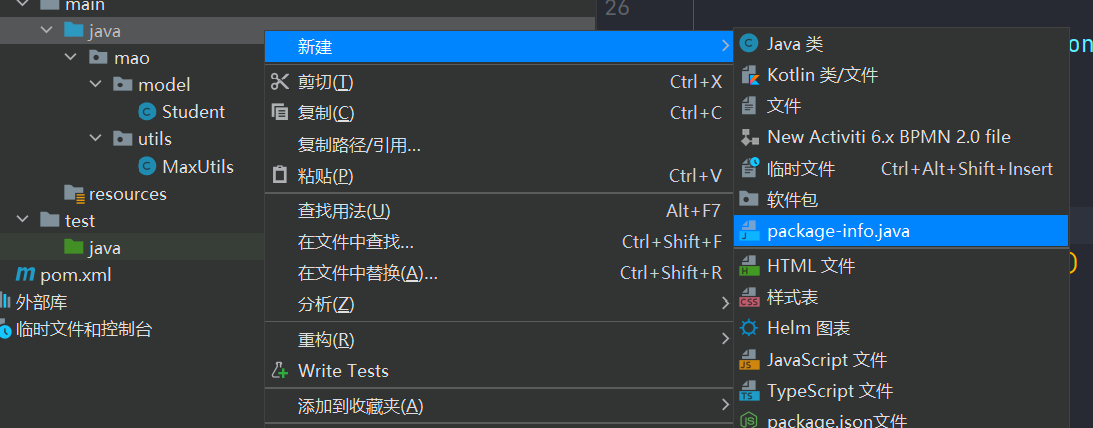 main
java
mao
model
Student
utils
MaxUtils
resources
test
java
pom.xml
外部库
临时文件和控制台
新建
剪切(T) Ctrl+X
复制(C) Ctrl+C
复制路径/引用...
粘贴(P) Ctrl+V
查找用法(U) Alt+F7
在文件中查找... Ctrl+Shift+F
在文件中替换(A)... Ctrl+Shift+R
分析(Z)
重构(R)
Write Tests
添加到收藏夹(A)
26
Java 类
Kotlin 类/文件
文件
New Activiti 6.x BPMN 2.0 file
临时文件 Ctrl+Alt+Shift+Insert
软件包
package-info.java
HTML 文件
样式表
Helm 图表
JavaScript 文件
TypeScript 文件
package.json文件
on
)